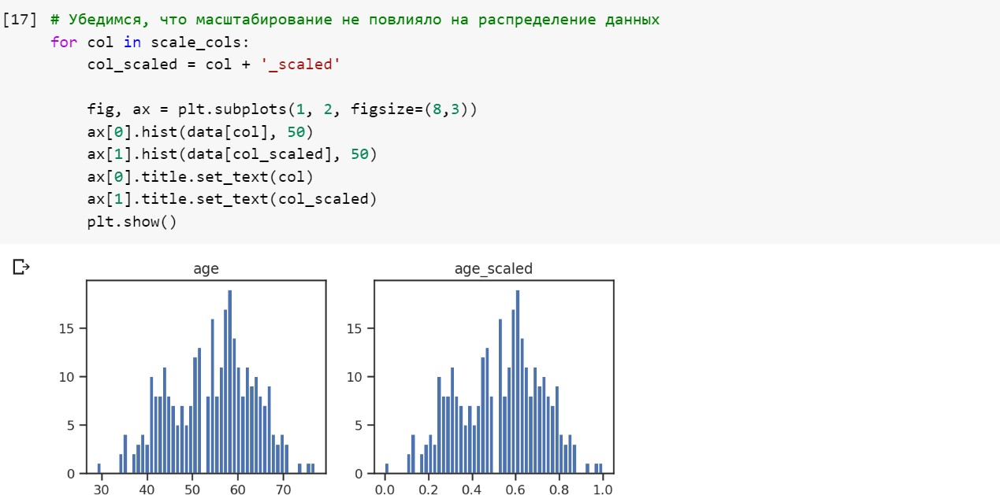 [17] # Убедимся, что масштабирование не повлияло на распределение данных
for col in scale_cols:
    col_scaled = col + '_scaled'

    fig, ax = plt.subplots(1, 2, figsize=(8,3))
    ax[0].hist(data[col], 50)
    ax[1].hist(data[col_scaled], 50)
    ax[0].title.set_text(col)
    ax[1].title.set_text(col_scaled)
    plt.show()
age
15
10
5
0
30 40 50 60 70
age_scaled
15
10
5
0
0.0 0.2 0.4 0.6 0.8 1.0